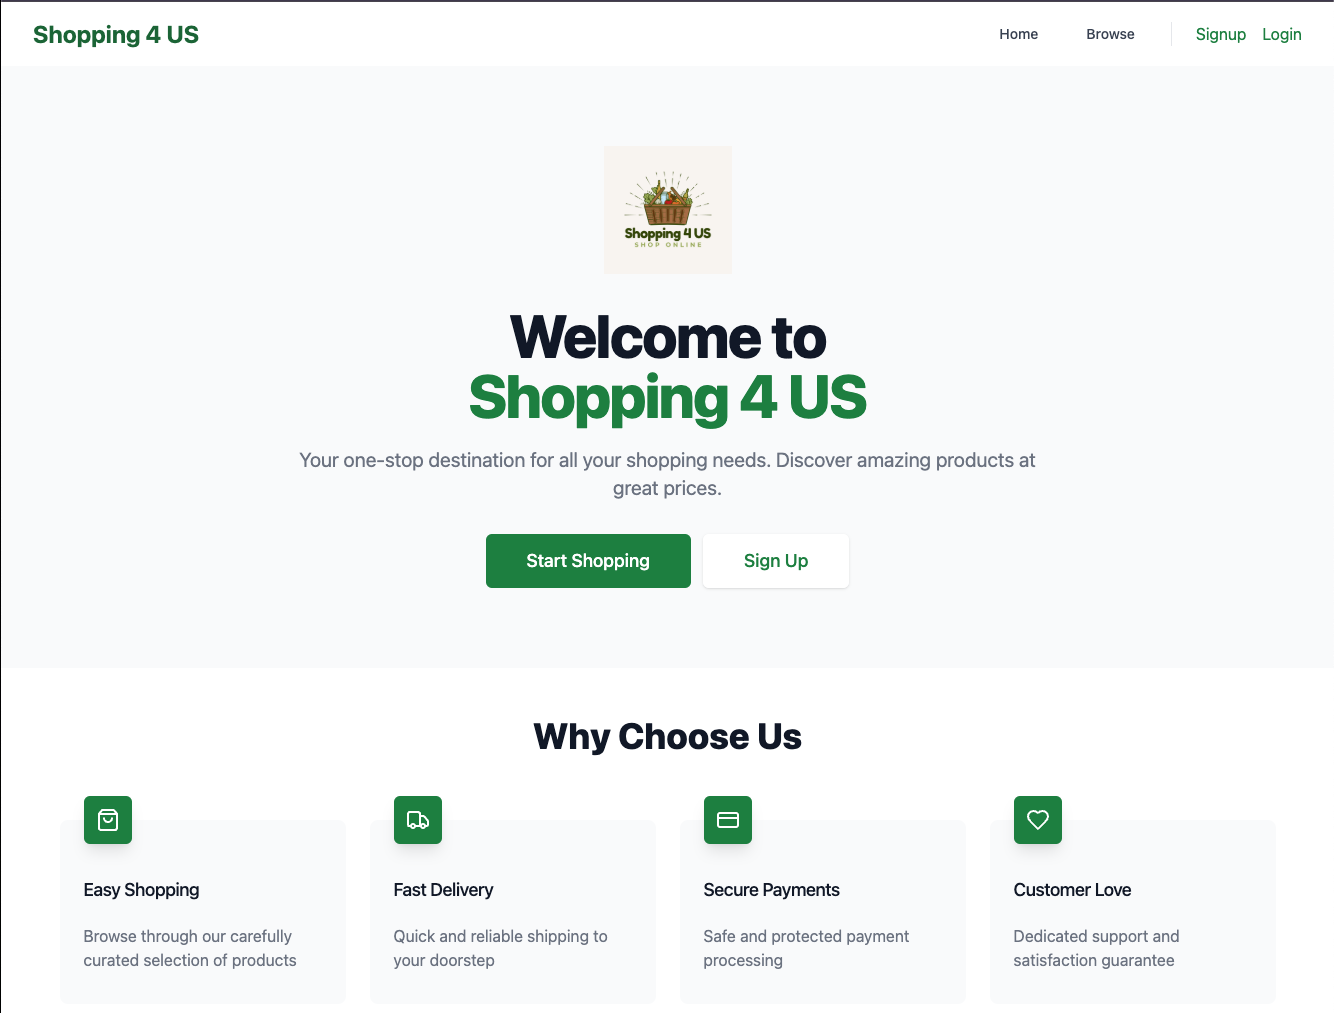 Shopping 4 US
Home
Browse
Signup
Login
Shopping 4 US
SHOP ONLINE
Welcome to
Shopping 4 US
Your one-stop destination for all your shopping needs. Discover amazing products at
great prices.
Start Shopping
Sign Up
Why Choose Us
Easy Shopping
Browse through our carefully
curated selection of products
Fast Delivery
Quick and reliable shipping to
your doorstep
Secure Payments
Safe and protected payment
processing
Customer Love
Dedicated support and
satisfaction guarantee